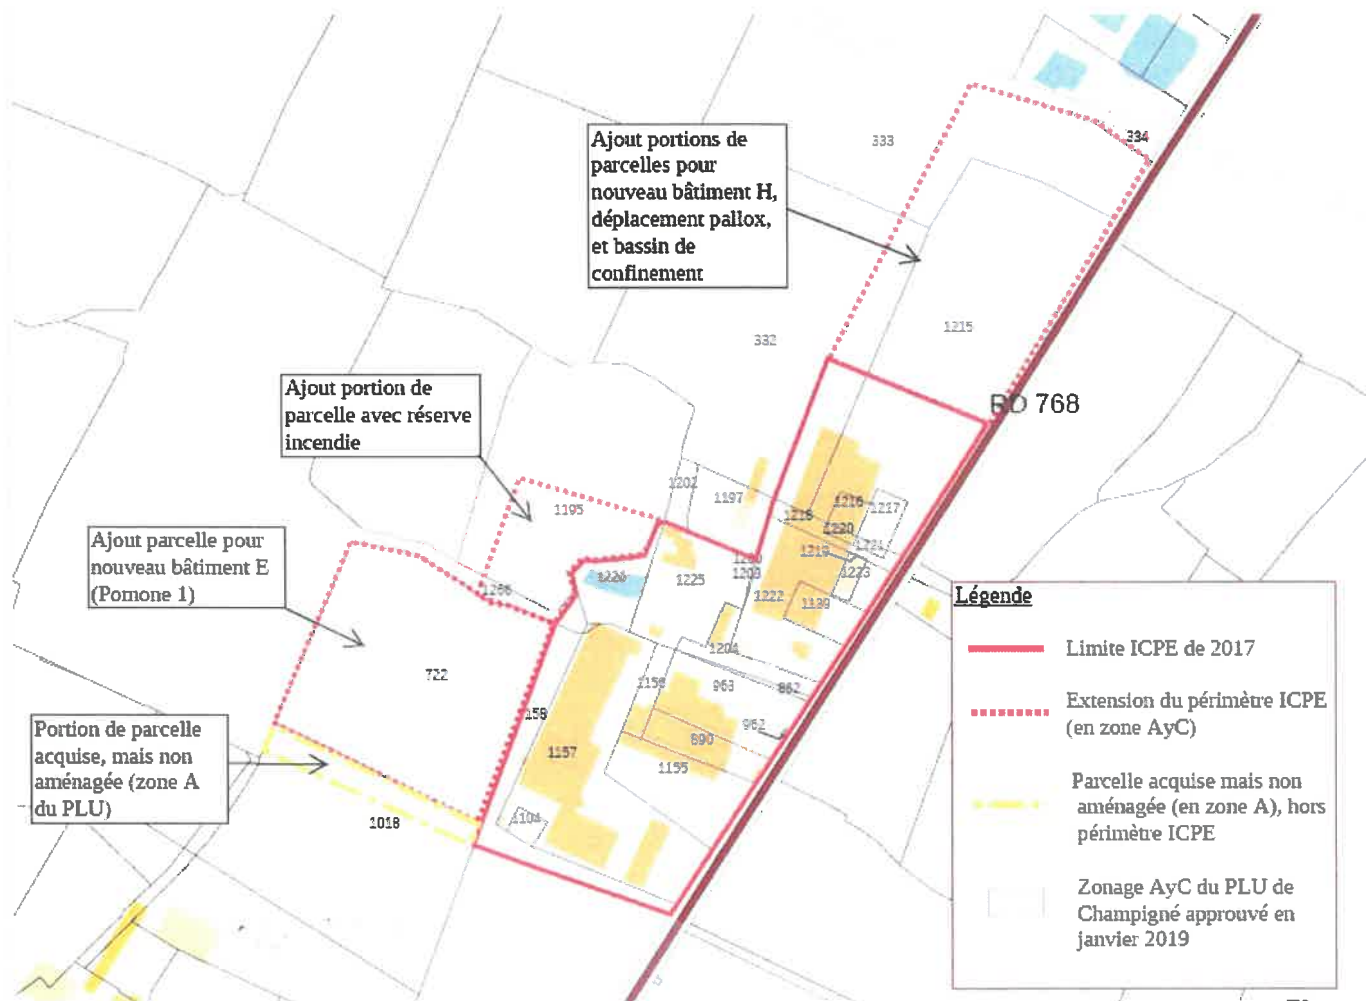 334
333
Ajout portions de
parcelles pour
nouveau bâtiment H,
déplacement pallox,
et bassin de
confinement
1215
332
RD 768
Ajout portion de
parcelle avec réserve
incendie
1202
1197
1195
1216
1217
1218
1220
1219
1221
1209
1223
1225
1222
1139
1204
Ajout parcelle pour
nouveau bâtiment E
(Pomone 1)
722
1156
963
862
158
962
890
1157
1155
1104
Portion de parcelle
acquise, mais non
aménagée (zone A
du PLU)
1018
Légende
Limite ICPE de 2017
Extension du périmètre ICPE
(en zone AyC)
Parcelle acquise mais non
aménagée (en zone A), hors
périmètre ICPE
Zonage AyC du PLU de
Champigné approuvé en
janvier 2019